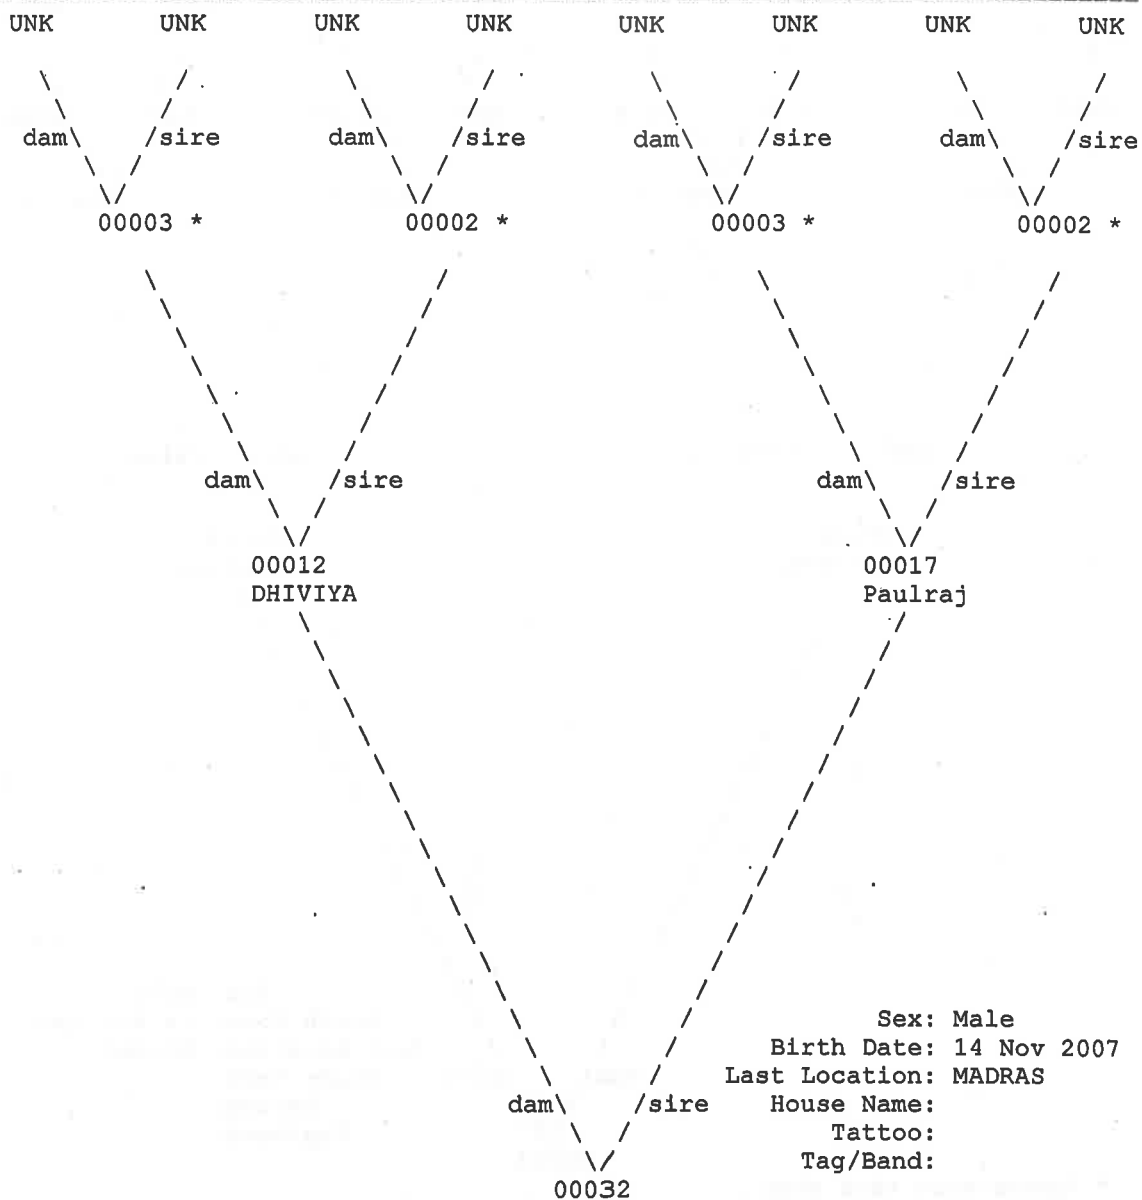 UNK UNK UNK UNK UNK UNK UNK UNK
dam sire dam sire dam sire dam sire
00003 * 00002 * 00003 * 00002 *
dam sire dam sire
00012 00017
DHIVIYA Paulraj
Sex: Male
Birth Date: 14 Nov 2007
Last Location: MADRAS
dam sire House Name:
Tattoo:
Tag/Band:
00032